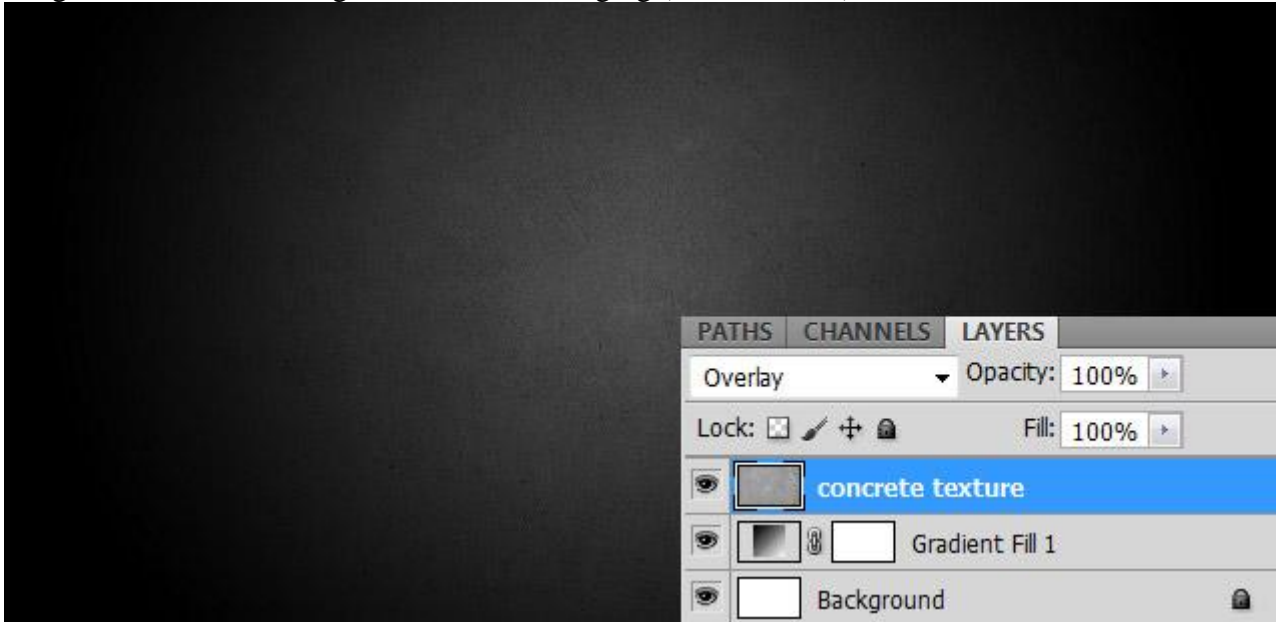 PATHS CHANNELS LAYERS
Overlay Opacity: 100%
Lock: Fill: 100%
concrete texture
Gradient Fill 1
Background